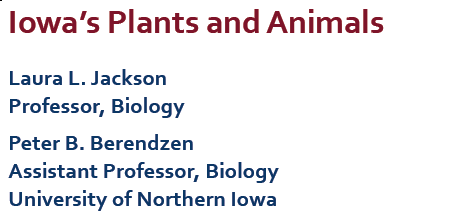 Iowa’s Plants and Animals
Laura L. Jackson
Professor, Biology
Peter B. Berendzen
Assistant Professor, Biology
University of Northern Iowa